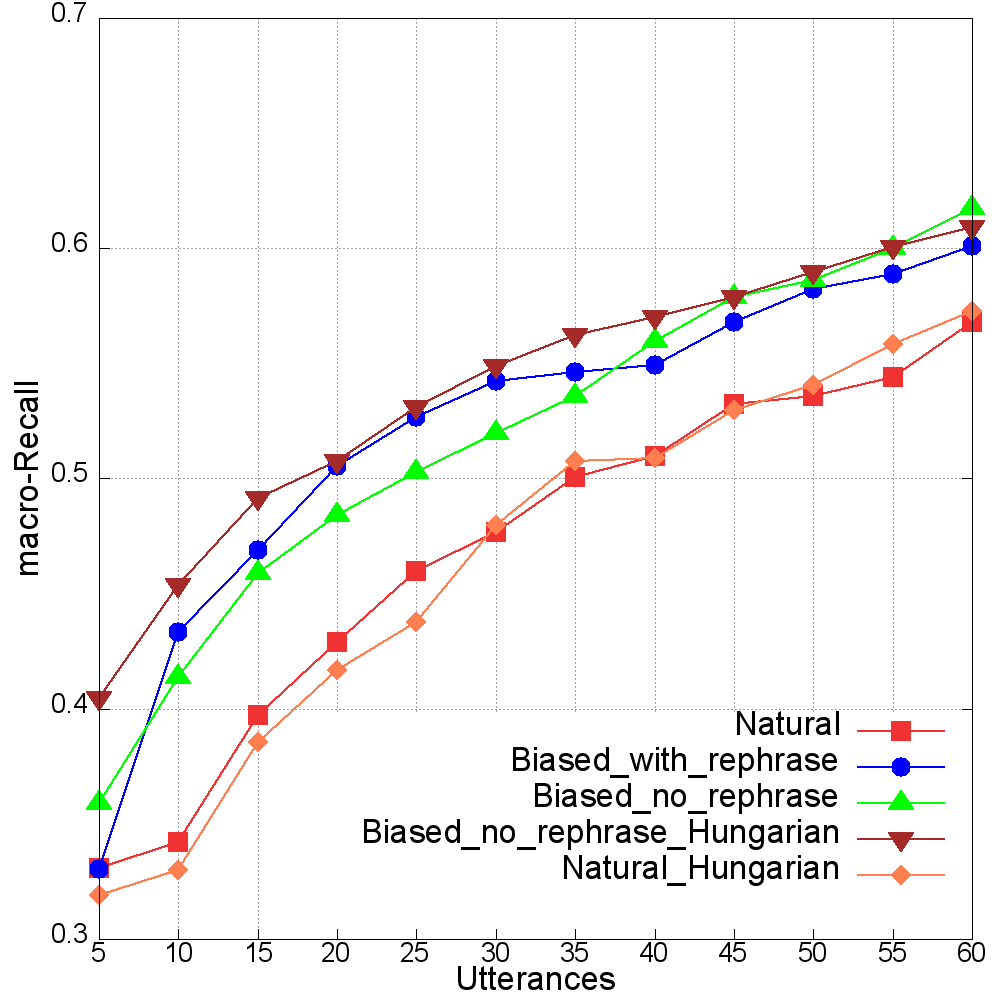 0.7
0.6
0.5
0.4
0.3
macro-Recall
Natural
Biased_with_rephrase
Biased_no_rephrase
Biased_no_rephrase_Hungarian
Natural_Hungarian
5 10 15 20 25 30 35 40 45 50 55 60
Utterances